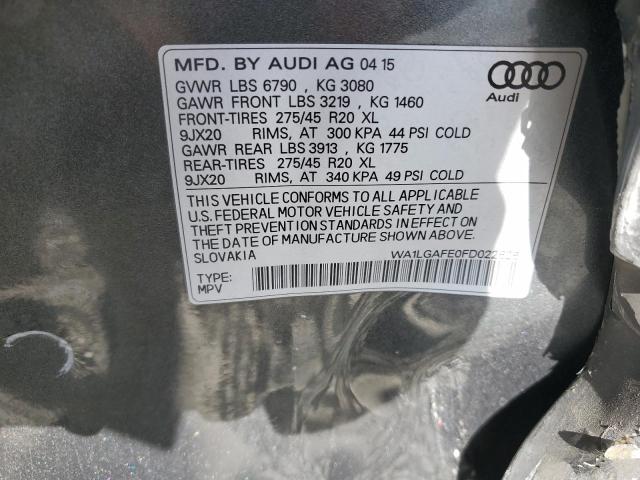 MFD. BY AUDI AG 04 15
GVWR LBS 6790 , KG 3080
GAWR FRONT LBS 3219 , KG 1460
FRONT-TIRES 275/45 R20 XL
9JX20 RIMS, AT 300 KPA 44 PSI COLD
GAWR REAR LBS 3913 , KG 1775
REAR-TIRES 275/45 R20 XL
9JX20 RIMS, AT 340 KPA 49 PSI COLD
THIS VEHICLE CONFORMS TO ALL APPLICABLE
U.S. FEDERAL MOTOR VEHICLE SAFETY AND
THEFT PREVENTION STANDARDS IN EFFECT ON
THE DATE OF MANUFACTURE SHOWN ABOVE.
SLOVAKIA
TYPE:
MPV
Audi